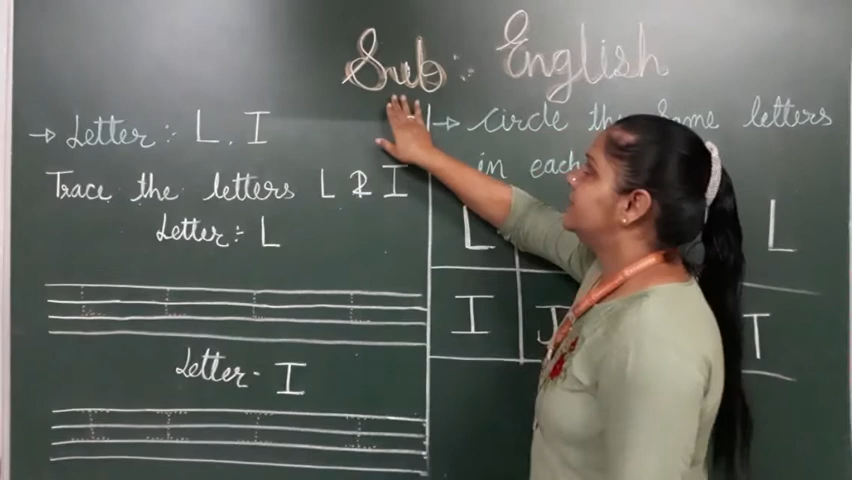 Sub : English
→ Letter :- L, I
Trace the letters L & I
Letter :- L
Letter - I
→ Circle the same letters
in each
L L
I J T